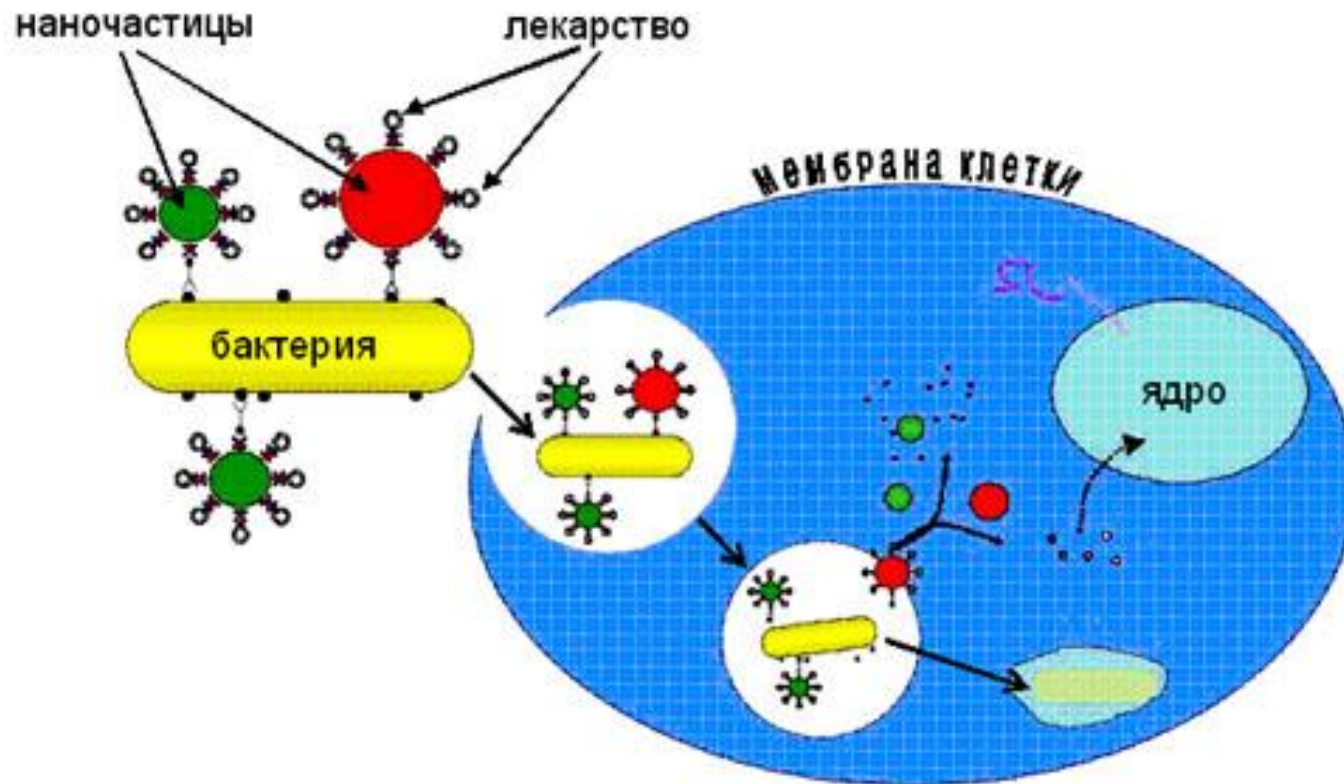 наночастицы
лекарство
мембрана клетки
бактерия
ядро